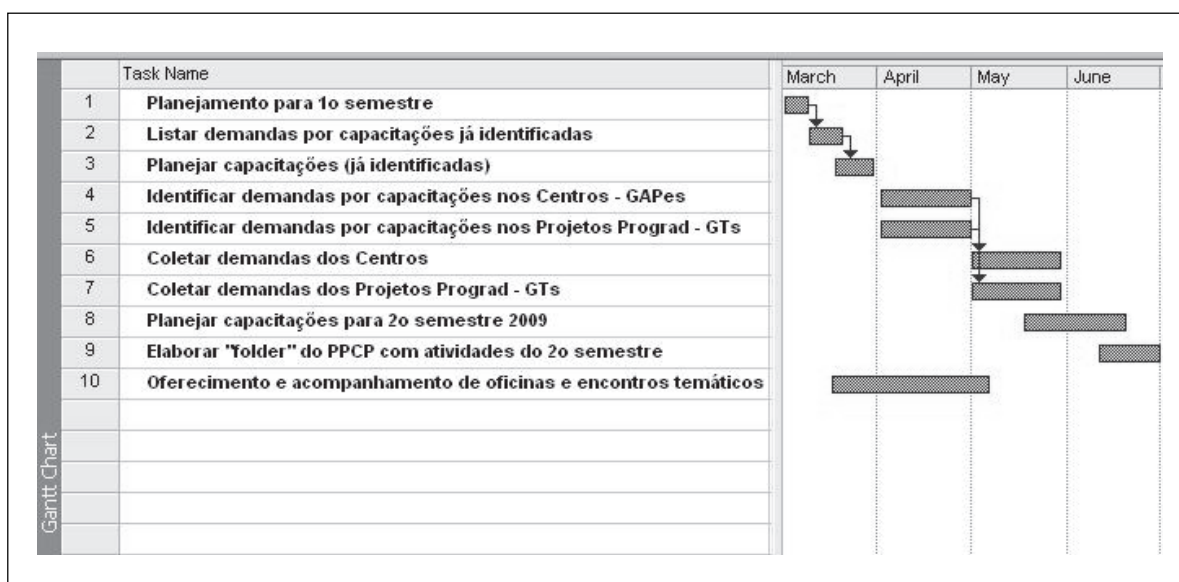 Task Name
March April May June
1 Planejamento para 1o semestre
2 Listar demandas por capacitações já identificadas
3 Planejar capacitações (já identificadas)
4 Identificar demandas por capacitações nos Centros - GAPes
5 Identificar demandas por capacitações nos Projetos Prograd - GTs
6 Coletar demandas dos Centros
7 Coletar demandas dos Projetos Prograd - GTs
8 Planejar capacitações para 2o semestre 2009
9 Elaborar "folder" do PPCP com atividades do 2o semestre
10 Oferecimento e acompanhamento de oficinas e encontros temáticos
Gantt Chart